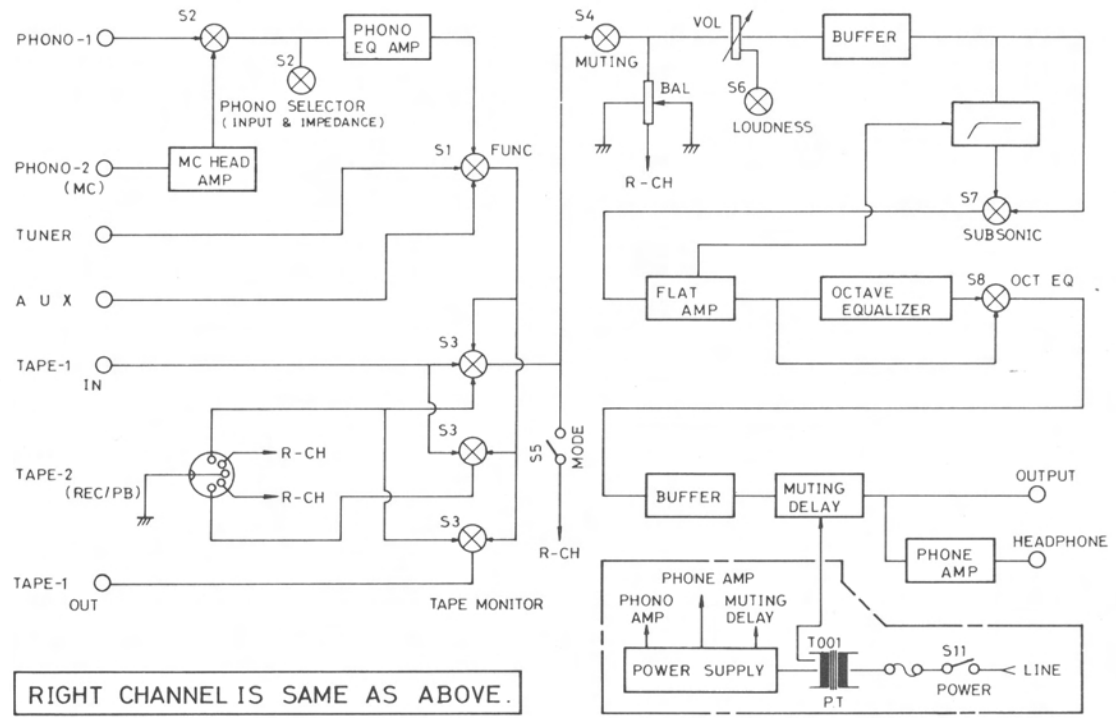 PHONO-1
S2
PHONO
EQ AMP
S2
PHONO SELECTOR
(INPUT & IMPEDANCE)
PHONO-2
(MC)
MC HEAD
AMP
S1
FUNC
TUNER
AUX
TAPE-1
IN
S3
S3
R-CH
R-CH
TAPE-2
(REC/PB)
S3
TAPE-1
OUT
TAPE MONITOR
S5
MODE
R-CH
S4
MUTING
VOL
BUFFER
BAL
S6
LOUDNESS
R-CH
S7
SUBSONIC
FLAT
AMP
OCTAVE
EQUALIZER
S8
OCT EQ
BUFFER
MUTING
DELAY
OUTPUT
PHONE
AMP
HEADPHONE
PHONE AMP
PHONO
AMP
MUTING
DELAY
POWER SUPPLY
T001
P.T
S11
POWER
LINE
RIGHT CHANNEL IS SAME AS ABOVE.